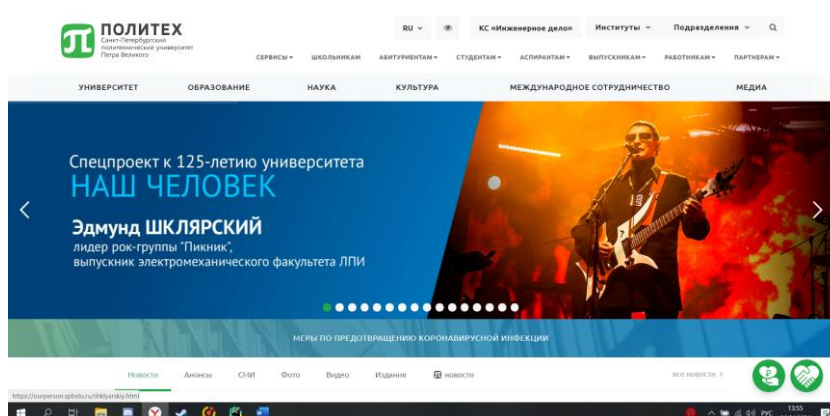 ПОЛИТЕХ
Санкт-Петербургский
политехнический университет
Петра Великого
RU
КС «Инженерное дело»
Институты
Подразделения
СЕРВИСЫ
ШКОЛЬНИКАМ
АБИТУРИЕНТАМ
СТУДЕНТАМ
АСПИРАНТАМ
ВЫПУСКНИКАМ
РАБОТНИКАМ
ПАРТНЕРАМ
УНИВЕРСИТЕТ
ОБРАЗОВАНИЕ
НАУКА
КУЛЬТУРА
МЕЖДУНАРОДНОЕ СОТРУДНИЧЕСТВО
МЕДИА
Спецпроект к 125-летию университета
НАШ ЧЕЛОВЕК
Эдмунд ШКЛЯРСКИЙ
лидер рок-группы "Пикник",
выпускник электромеханического факультета ЛПИ
МЕРЫ ПО ПРЕДОТВРАЩЕНИЮ КОРОНАВИРУСНОЙ ИНФЕКЦИИ
Новости
Анонсы
СМИ
Фото
Видео
Издания
новости
все новости
https://ourperson.spbstu.ru/shklyarskiy.html
РУС
13:55